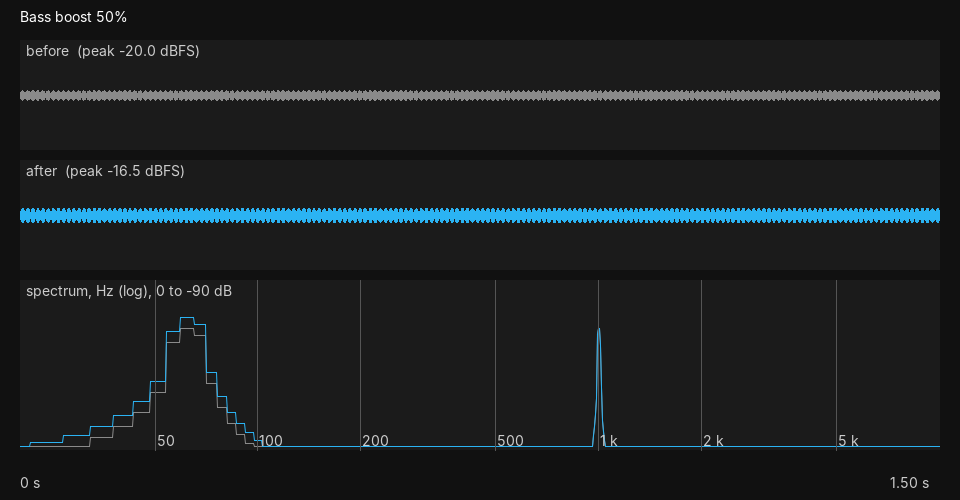 Bass boost 50%
before (peak -20.0 dBFS)
after (peak -16.5 dBFS)
spectrum, Hz (log), 0 to -90 dB
50 100 200 500 1 k 2 k 5 k
0 s 1.50 s